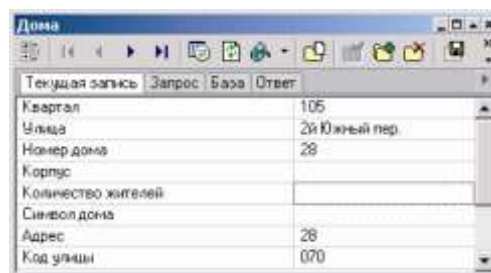 Дома
Текущая запись Запрос База Ответ
Квартал 105
Улица 2й Южный пер.
Номер дома 28
Корпус
Количество жителей
Символ дома
Адрес 28
Код улицы 070